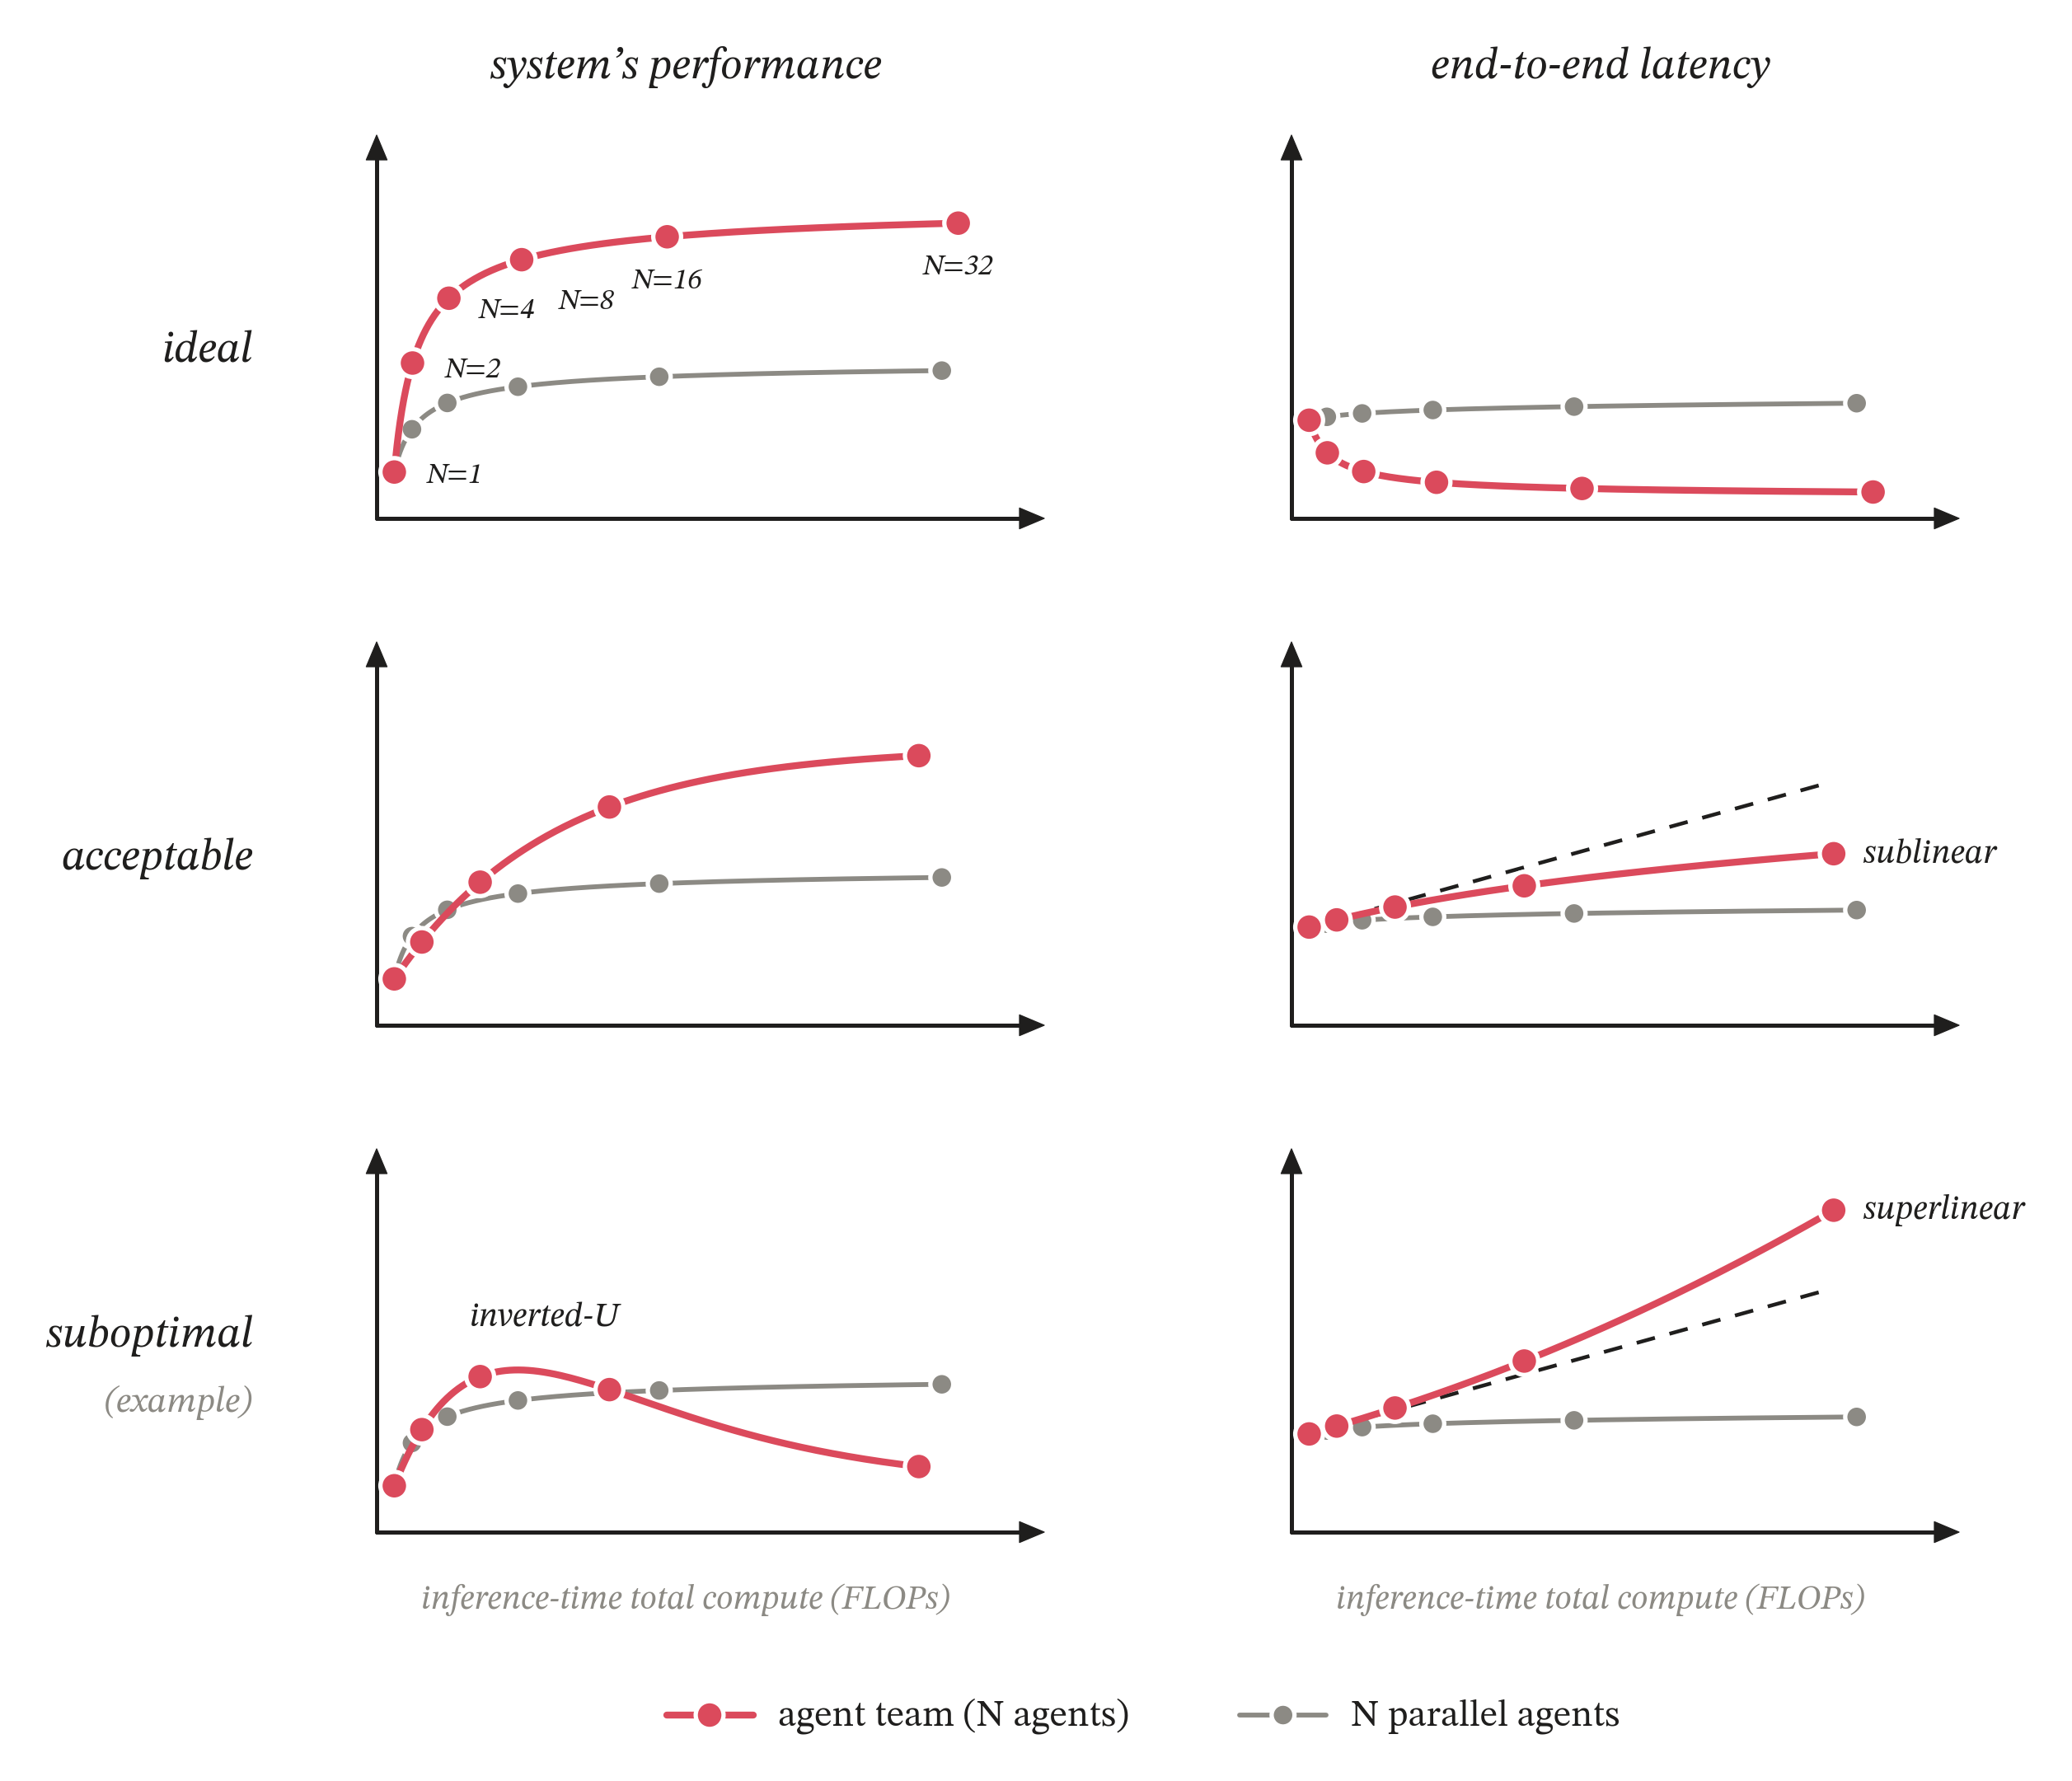 system’s performance
end-to-end latency
ideal
N=1
N=2
N=4
N=8
N=16
N=32
acceptable
sublinear
suboptimal
(example)
inverted-U
superlinear
inference-time total compute (FLOPs)
inference-time total compute (FLOPs)
agent team (N agents)
N parallel agents